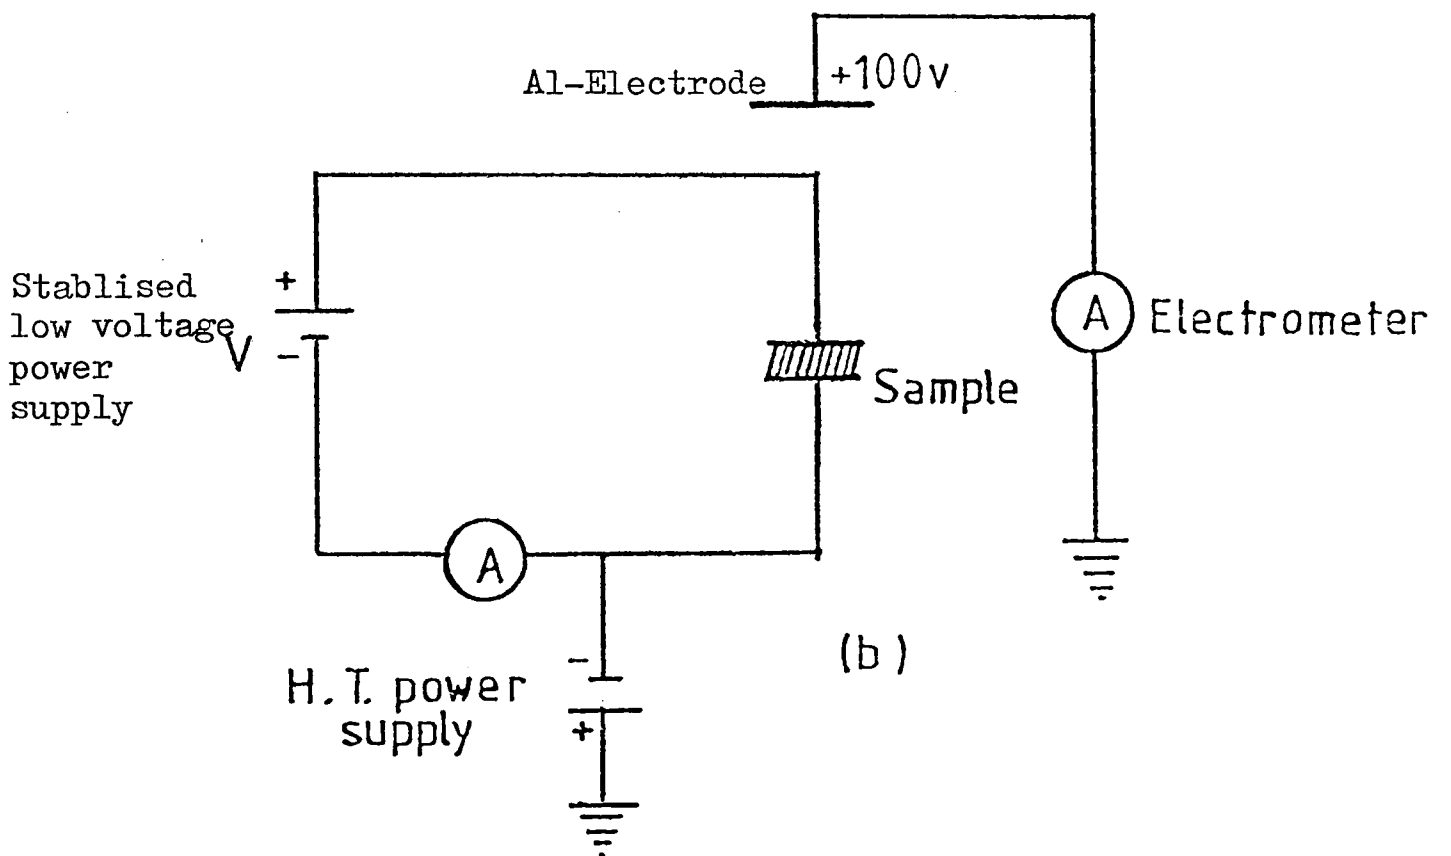 Al-Electrode
+100v
Stablised
low voltage
power
supply
V
+
-
A Electrometer
Sample
A
(b)
-
H.T. power
supply
+